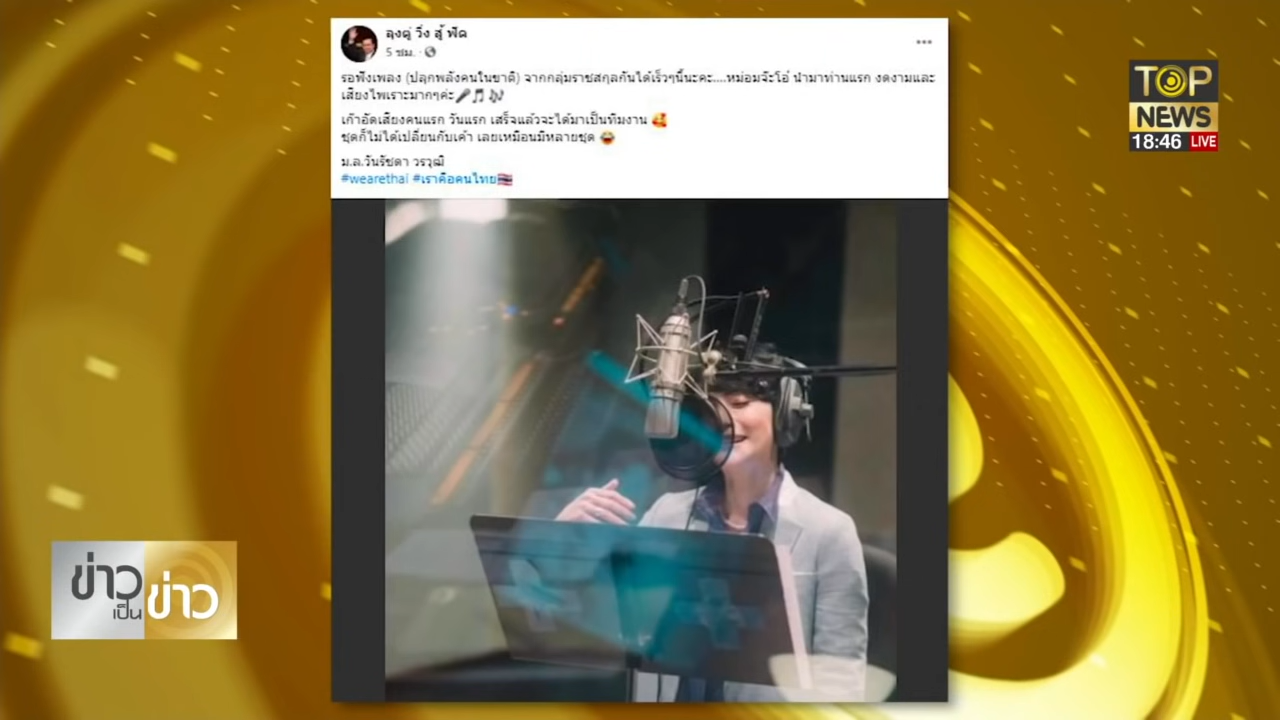 ลุงตู่ วิ่ง สู้ ฟัด
5 ชม.
รอฟังเพลง (ปลุกพลังคนในชาติ) จากกลุ่มราชสกุลกันได้เร็วๆนี้นะคะ....หม่อมจ๊ะโอ๋ นำมาท่านแรก งดงามและ
เสียงไพเราะมากๆค่ะ🎤🎵🎶
เก๊าอัดเสียงคนแรก วันแรก เสร็จแล้วจะได้มาเป็นทีมงาน 🥰
ชุดก็ไม่ได้เปลี่ยนกับเค้า เลยเหมือนมีหลายชุด 😂
ม.ล.วันรัชดา วรวุฒิ
#wearethai #เราคือคนไทย🇹🇭
TOP
NEWS
18:46 LIVE
ข่าว
เป็น
ข่าว